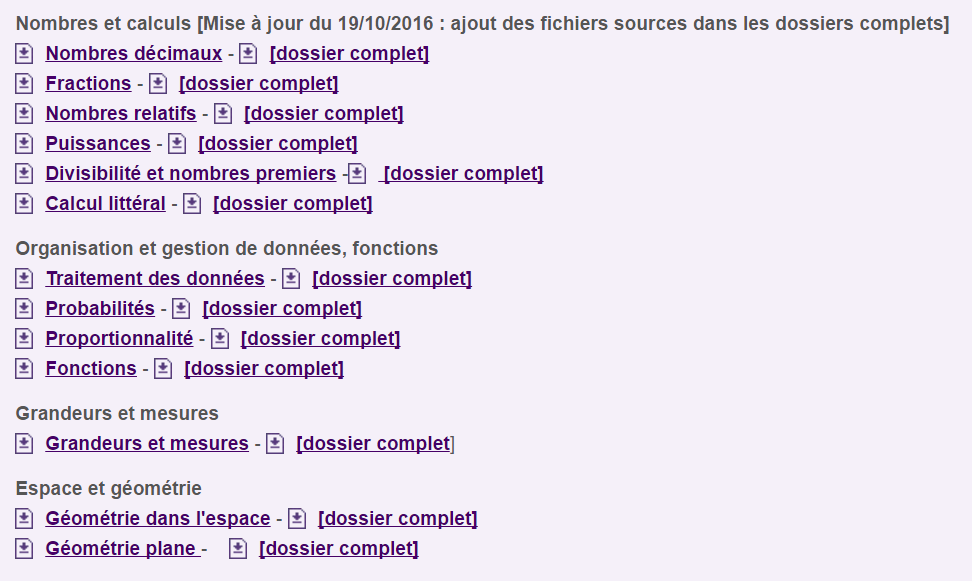 Nombres et calculs [Mise à jour du 19/10/2016 : ajout des fichiers sources dans les dossiers complets]
Nombres décimaux - [dossier complet]
Fractions - [dossier complet]
Nombres relatifs - [dossier complet]
Puissances - [dossier complet]
Divisibilité et nombres premiers - [dossier complet]
Calcul littéral - [dossier complet]
Organisation et gestion de données, fonctions
Traitement des données - [dossier complet]
Probabilités - [dossier complet]
Proportionnalité - [dossier complet]
Fonctions - [dossier complet]
Grandeurs et mesures
Grandeurs et mesures - [dossier complet]
Espace et géométrie
Géométrie dans l'espace - [dossier complet]
Géométrie plane - [dossier complet]